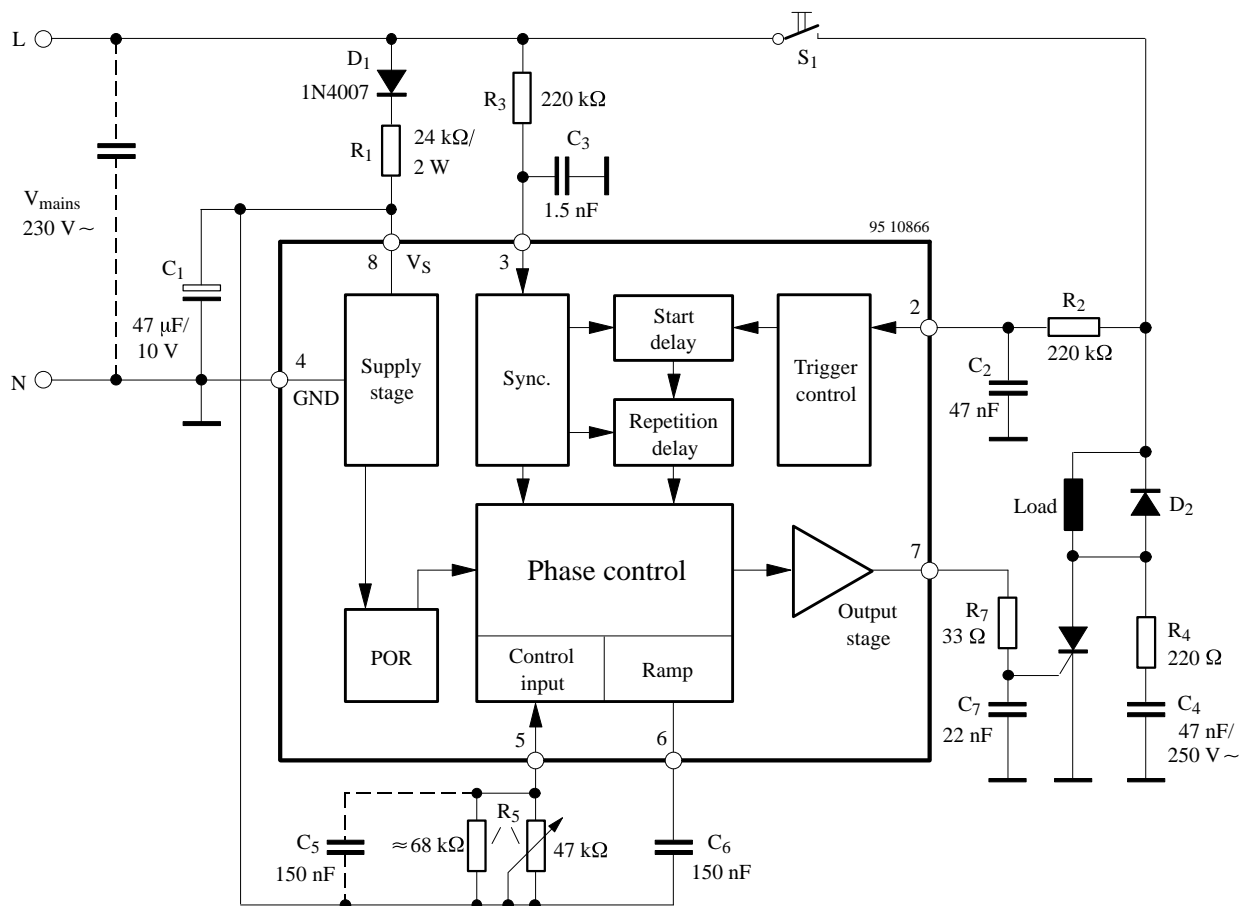 L
D1
1N4007
R3
220 kΩ
S1
R1
24 kΩ/
2 W
C3
1.5 nF
Vmains
230 V~
95 10866
C1
47 μF/
10 V
8
VS
3
2
R2
220 kΩ
N
4
GND
Supply
stage
Sync.
Start
delay
Repetition
delay
Trigger
control
C2
47 nF
Load
D2
Phase control
7
Output
stage
R7
33 Ω
R4
220 Ω
POR
Control
input
Ramp
C7
22 nF
C4
47 nF/
250 V~
5
6
C5
150 nF
≈68 kΩ
R5
47 kΩ
C6
150 nF